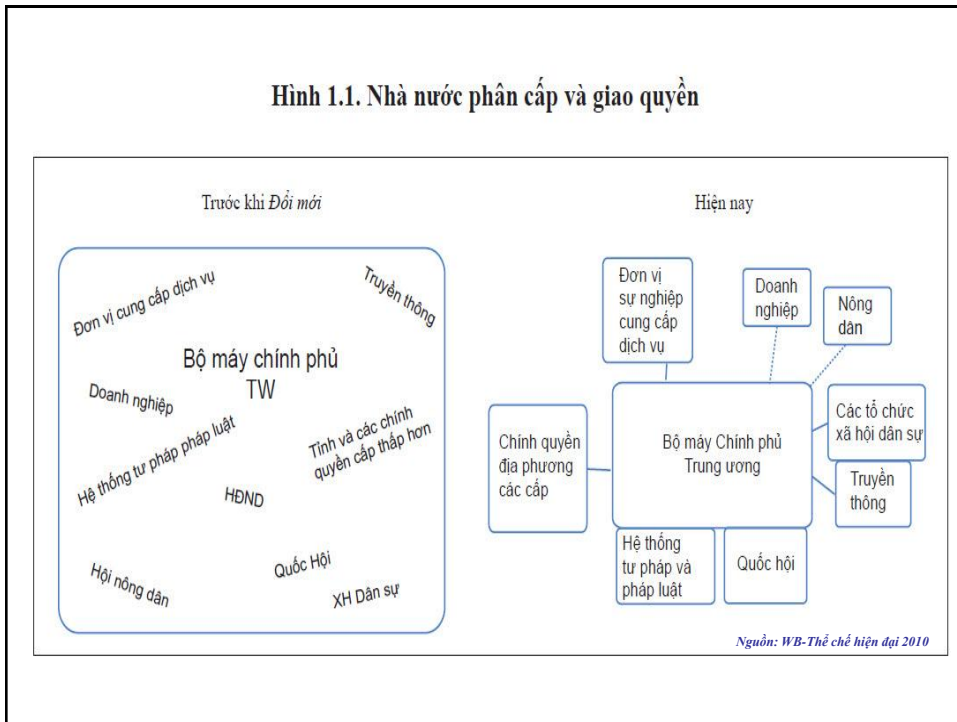 Hình 1.1. Nhà nước phân cấp và giao quyền
Trước khi Đổi mới
Đơn vị cung cấp dịch vụ
Truyền thông
Bộ máy chính phủ
TW
Doanh nghiệp
Hệ thống tư pháp pháp luật
Tỉnh và các chính
quyền cấp thấp hơn
HĐND
Quốc Hội
Hội nông dân
XH Dân sự
Hiện nay
Đơn vị
sự nghiệp
cung cấp
dịch vụ
Doanh
nghiệp
Nông
dân
Chính quyền
địa phương
các cấp
Bộ máy Chính phủ
Trung ương
Các tổ chức
xã hội dân sự
Truyền
thông
Hệ thống
tư pháp và
pháp luật
Quốc hội
Nguồn: WB-Thể chế hiện đại 2010